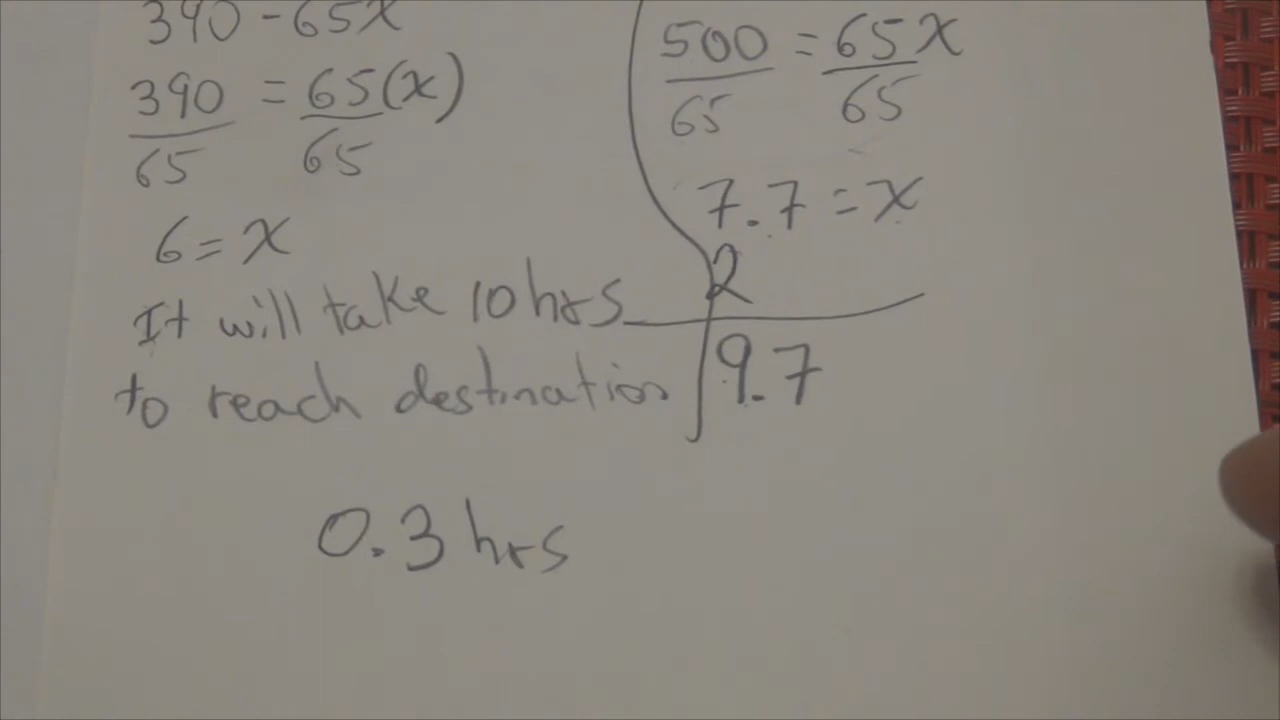 390 - 65x
390 = 65(x)
65 65
6 = x
It will take 10 hrs
to reach destination
500 = 65x
65 65
7.7 = x
2
9.7
0.3 hrs